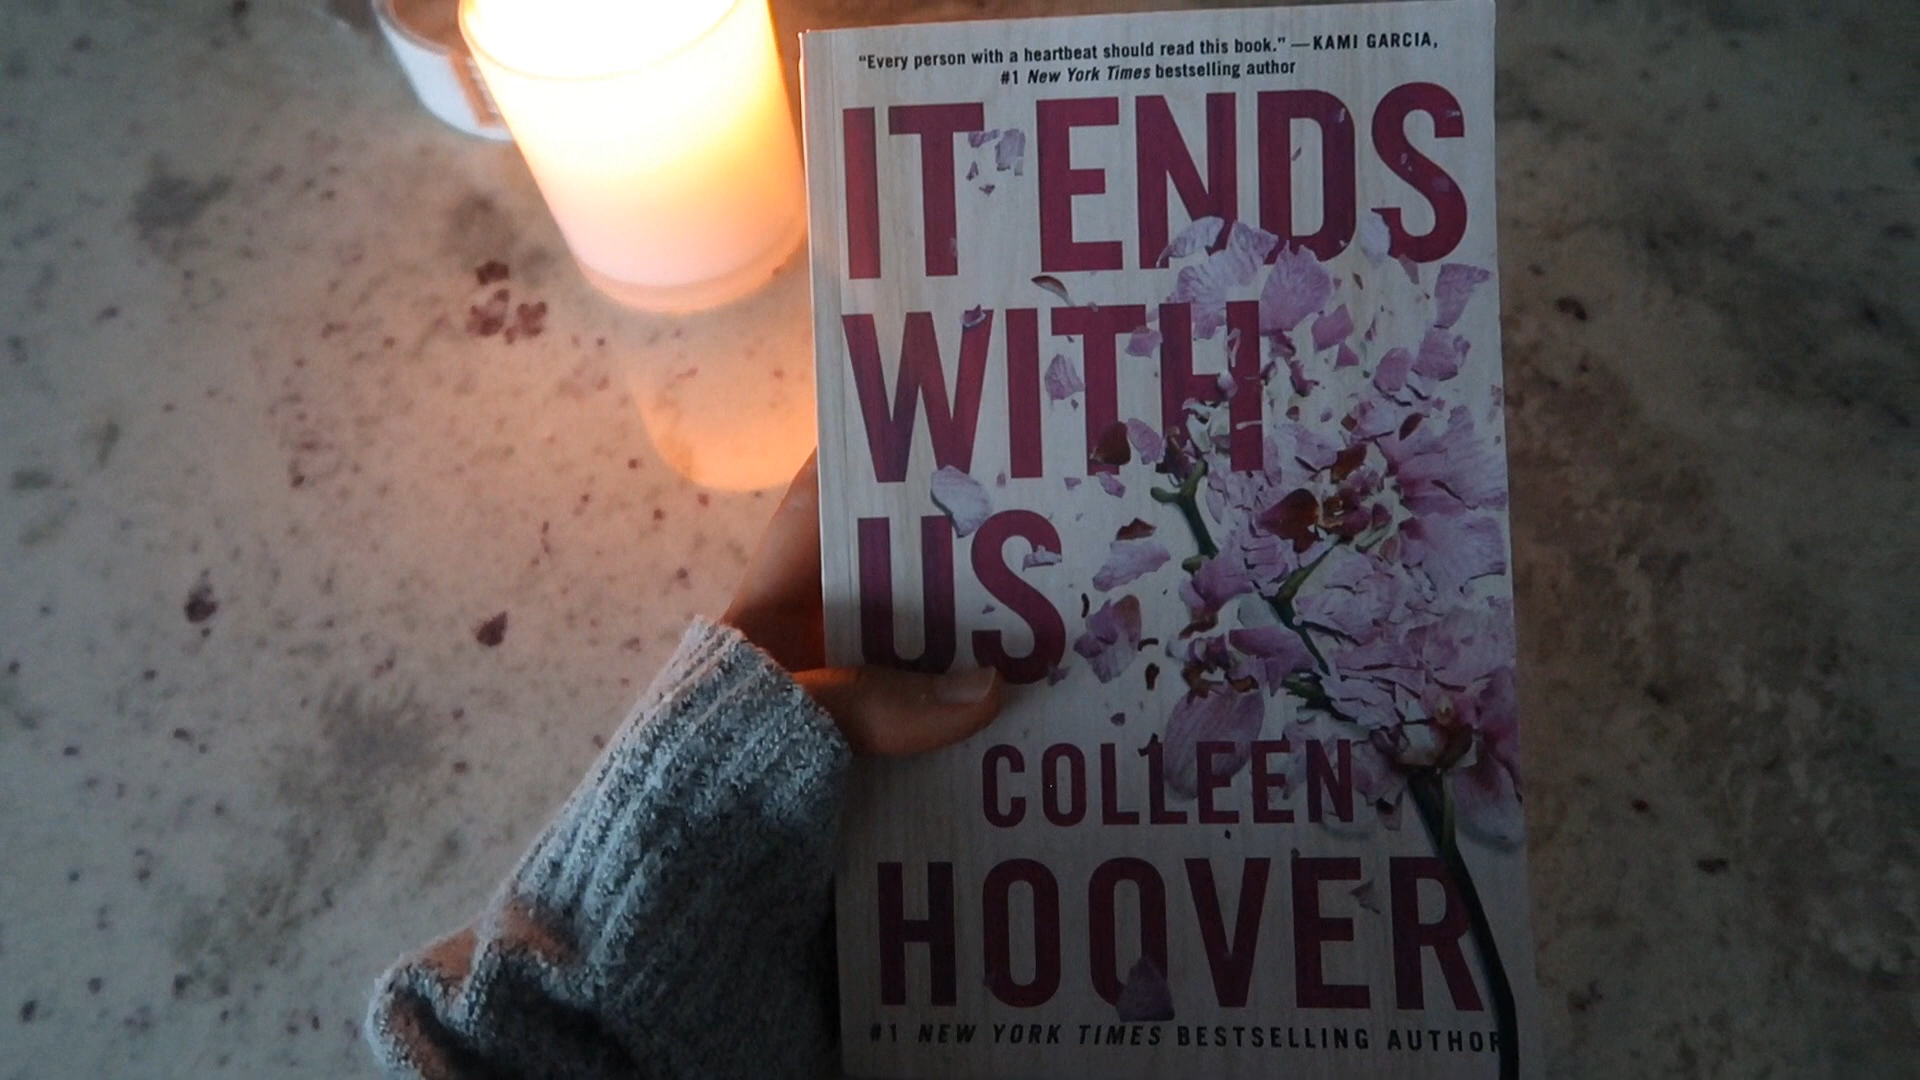 “Every person with a heartbeat should read this book.” —KAMI GARCIA,
#1 New York Times bestselling author
IT ENDS
WITH
US
COLLEEN
HOOVER
#1 NEW YORK TIMES BESTSELLING AUTHOR